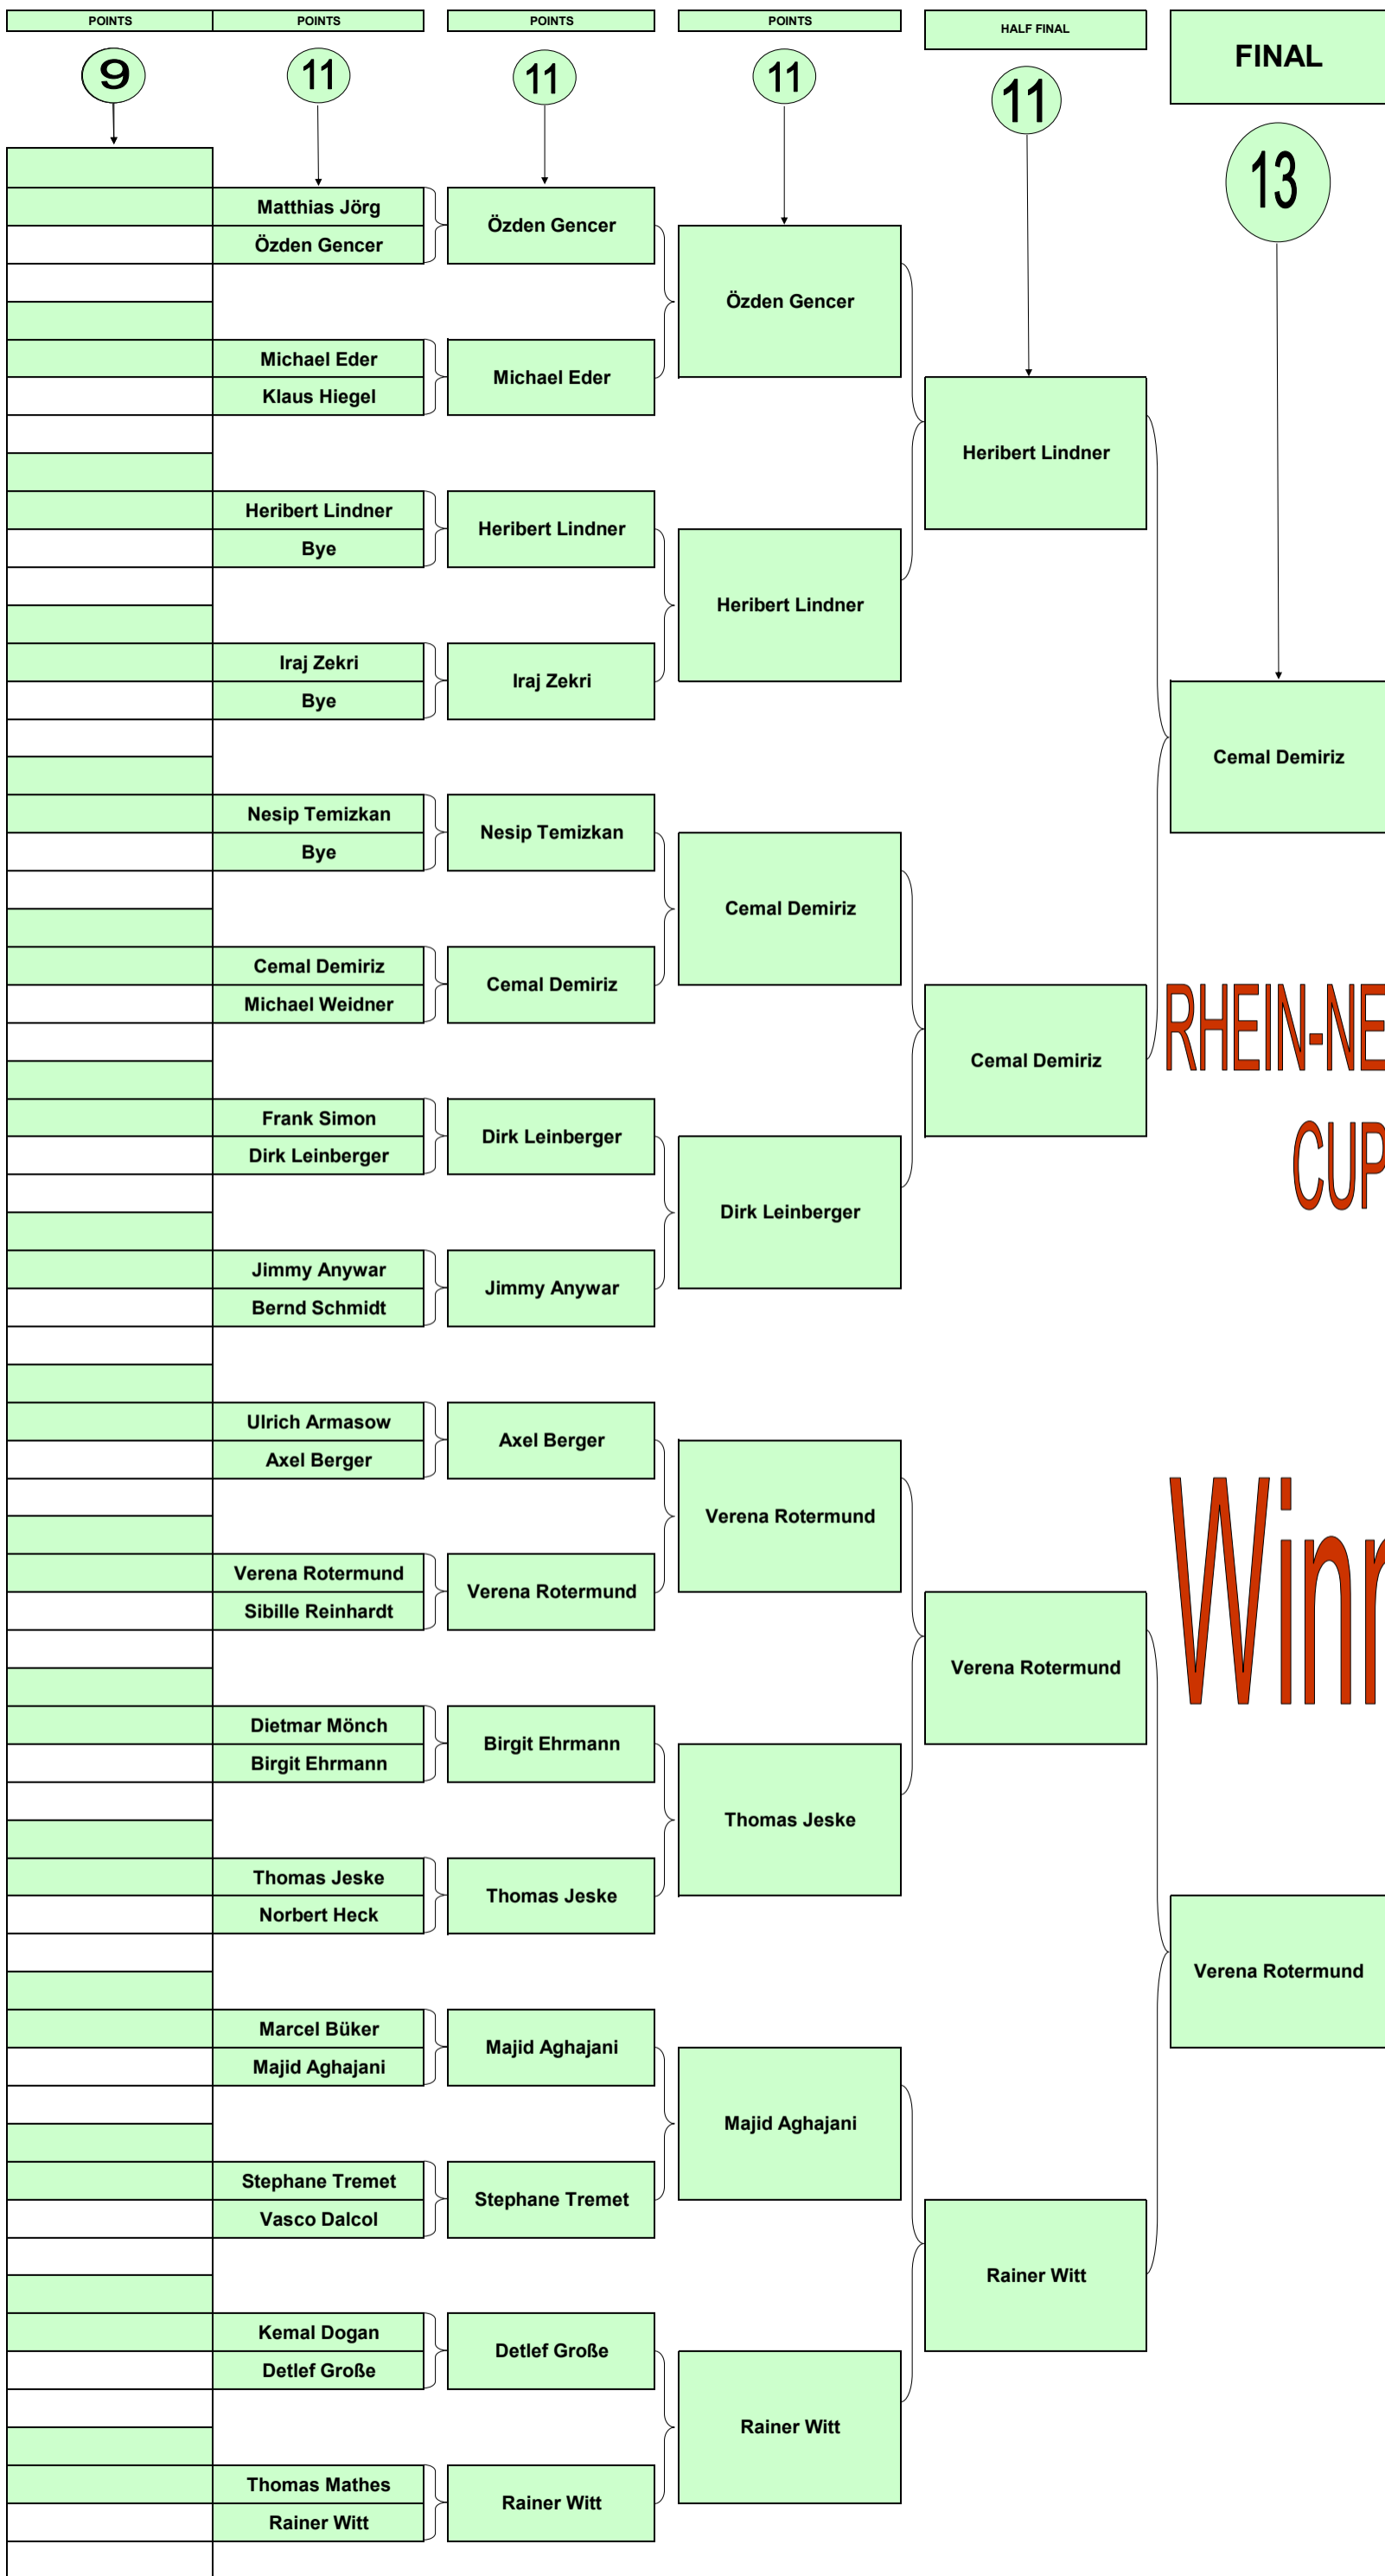 POINTS POINTS POINTS POINTS HALF FINAL FINAL
9 11 11 11 11 13
Matthias Jörg
Özden Gencer
Özden Gencer
Özden Gencer
Michael Eder
Klaus Hiegel
Michael Eder
Heribert Lindner
Heribert Lindner
Bye
Heribert Lindner
Heribert Lindner
Iraj Zekri
Bye
Iraj Zekri
Cemal Demiriz
Nesip Temizkan
Bye
Nesip Temizkan
Cemal Demiriz
Cemal Demiriz
Michael Weidner
Cemal Demiriz
Cemal Demiriz
RHEIN-NE
CUP
Frank Simon
Dirk Leinberger
Dirk Leinberger
Dirk Leinberger
Jimmy Anywar
Bernd Schmidt
Jimmy Anywar
Ulrich Armasow
Axel Berger
Axel Berger
Verena Rotermund
Winn
Verena Rotermund
Sibille Reinhardt
Verena Rotermund
Verena Rotermund
Dietmar Mönch
Birgit Ehrmann
Birgit Ehrmann
Thomas Jeske
Thomas Jeske
Norbert Heck
Thomas Jeske
Verena Rotermund
Marcel Büker
Majid Aghajani
Majid Aghajani
Majid Aghajani
Stephane Tremet
Vasco Dalcol
Stephane Tremet
Rainer Witt
Kemal Dogan
Detlef Große
Detlef Große
Rainer Witt
Thomas Mathes
Rainer Witt
Rainer Witt